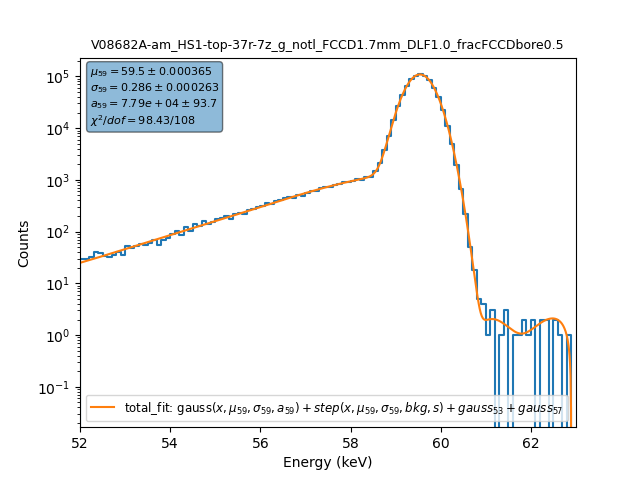 V08682A-am_HS1-top-37r-7z_g_notl_FCCD1.7mm_DLF1.0_fracFCCDbore0.5
μ₅₉ = 59.5 ± 0.000365
σ₅₉ = 0.286 ± 0.000263
a₅₉ = 7.79e + 04 ± 93.7
χ²/dof = 98.43/108
10⁵
10⁴
10³
10²
10¹
10⁰
10⁻¹
Counts
total_fit: gauss(x, μ₅₉, σ₅₉, a₅₉) + step(x, μ₅₉, σ₅₉, bkg, s) + gauss₅₃ + gauss₅₇
52 54 56 58 60 62
Energy (keV)